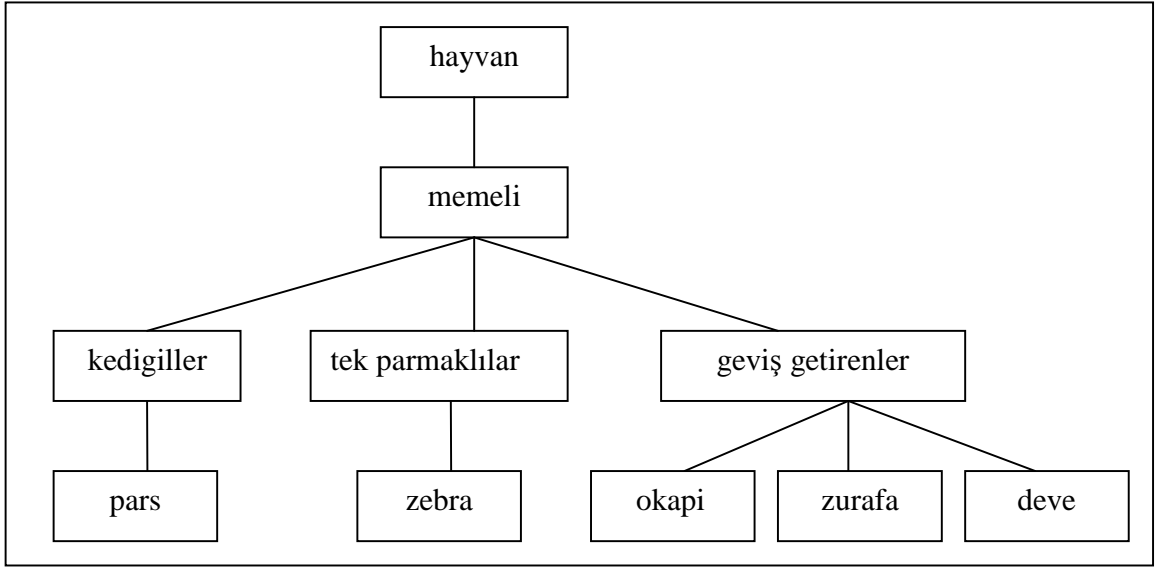 hayvan
memeli
kedigiller
tek parmaklılar
geviş getirenler
pars
zebra
okapi
zurafa
deve